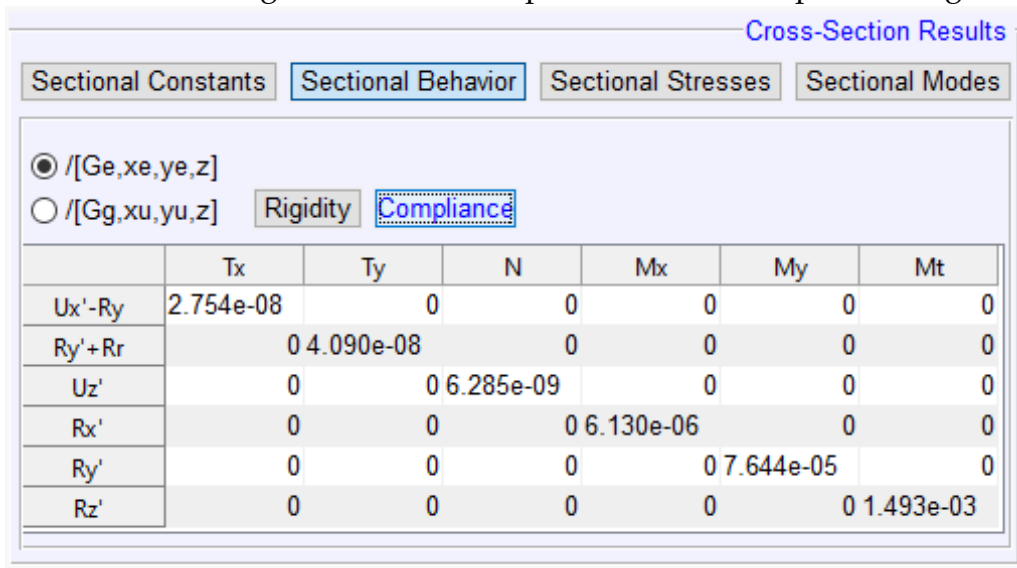 Cross-Section Results
Sectional Constants Sectional Behavior Sectional Stresses Sectional Modes
/[Ge,xe,ye,z]
/[Gg,xu,yu,z] Rigidity Compliance
Tx Ty N Mx My Mt
Ux'-Ry 2.754e-08 0 0 0 0 0
Ry'+Rr 0 4.090e-08 0 0 0 0
Uz' 0 0 6.285e-09 0 0 0
Rx' 0 0 0 6.130e-06 0 0
Ry' 0 0 0 0 7.644e-05 0
Rz' 0 0 0 0 0 1.493e-03